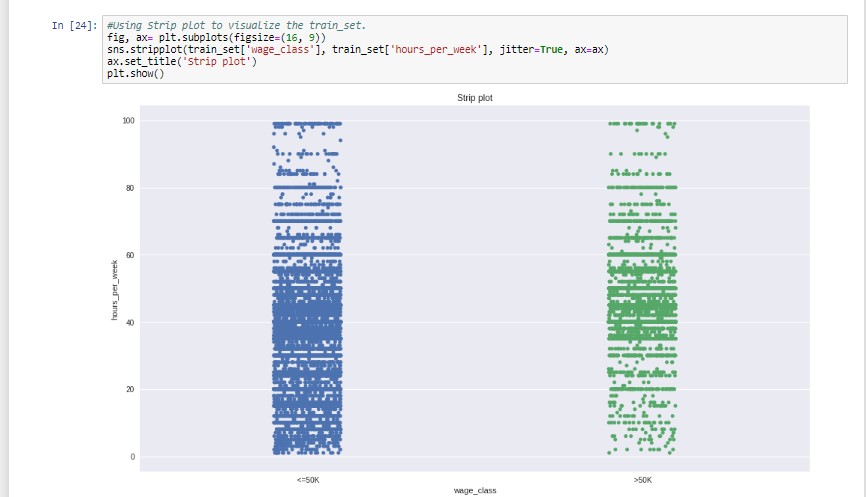 In [24]: #Using Strip plot to visualize the train_set.
fig, ax= plt.subplots(figsize=(16, 9))
sns.stripplot(train_set['wage_class'], train_set['hours_per_week'], jitter=True, ax=ax)
ax.set_title('Strip plot')
plt.show()
Strip plot
100
80
60
40
20
0
hours_per_week
<=50K >50K
wage_class